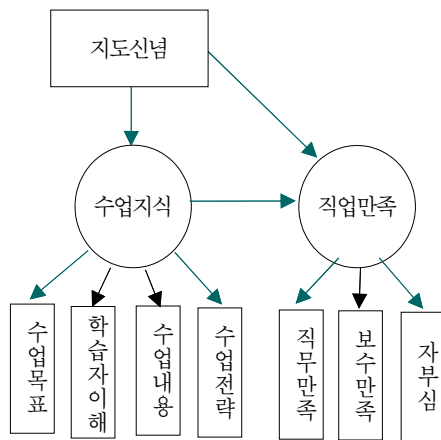 지도신념
수업지식
직업만족
수업목표
학습자이해
수업내용
수업전략
직무만족
보수만족
자부심